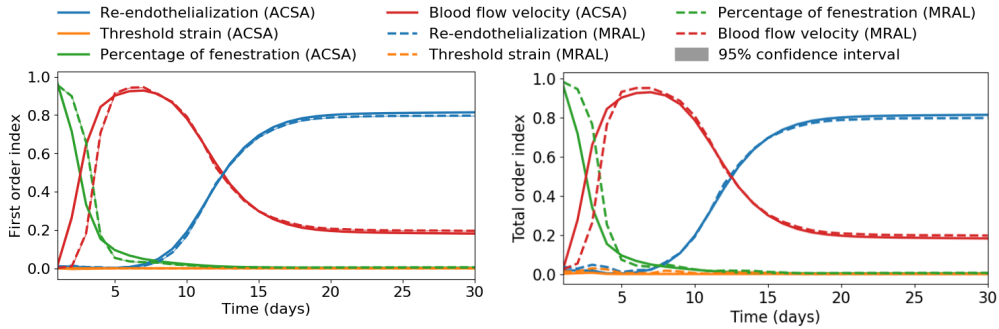 Re-endothelialization (ACSA) Blood flow velocity (ACSA) Percentage of fenestration (MRAL)
Threshold strain (ACSA) Re-endothelialization (MRAL) Blood flow velocity (MRAL)
Percentage of fenestration (ACSA) Threshold strain (MRAL) 95% confidence interval
First order index
1.0
0.8
0.6
0.4
0.2
0.0
5 10 15 20 25 30
Time (days)
Total order index
1.0
0.8
0.6
0.4
0.2
0.0
5 10 15 20 25 30
Time (days)